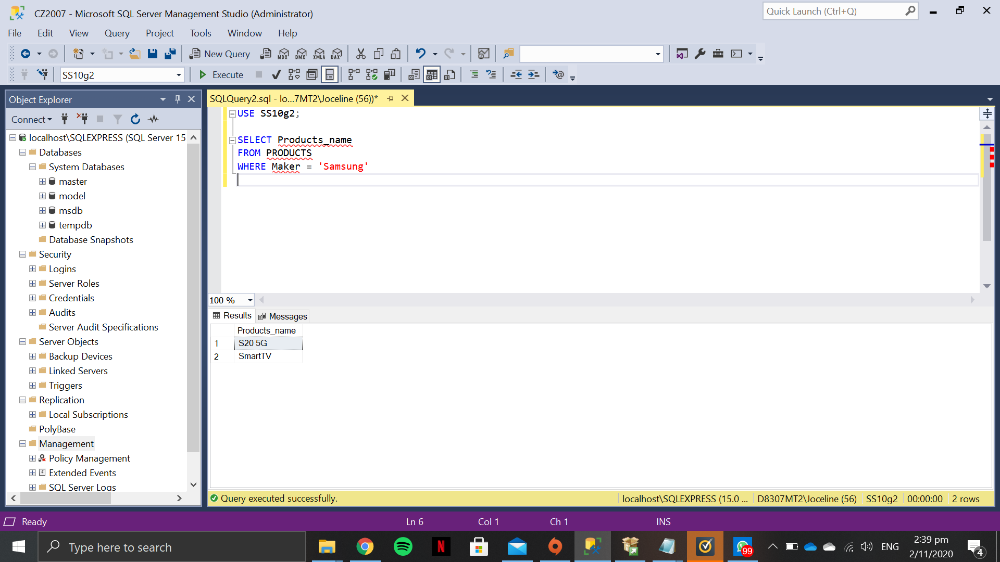 CZ2007 - Microsoft SQL Server Management Studio (Administrator)
Quick Launch (Ctrl+Q)
File Edit View Query Project Tools Window Help
New Query MDX DMX XMLA DAX
SS10g2 Execute
Object Explorer
SQLQuery2.sql - lo...7MT2\Joceline (56))*
Connect
localhost\SQLEXPRESS (SQL Server 15
Databases
System Databases
master
model
msdb
tempdb
Database Snapshots
Security
Logins
Server Roles
Credentials
Audits
Server Audit Specifications
Server Objects
Backup Devices
Linked Servers
Triggers
Replication
Local Subscriptions
PolyBase
Management
Policy Management
Extended Events
SQL Server Logs
USE SS10g2;
SELECT Products_name
FROM PRODUCTS
WHERE Maker = 'Samsung'
100 %
Results Messages
Products_name
1 S20 5G
2 SmartTV
Query executed successfully.
localhost\SQLEXPRESS (15.0 ... D8307MT2\Joceline (56) SS10g2 00:00:00 2 rows
Ready Ln 6 Col 1 Ch 1 INS
Type here to search
N
99
ENG
2:39 pm
2/11/2020
4